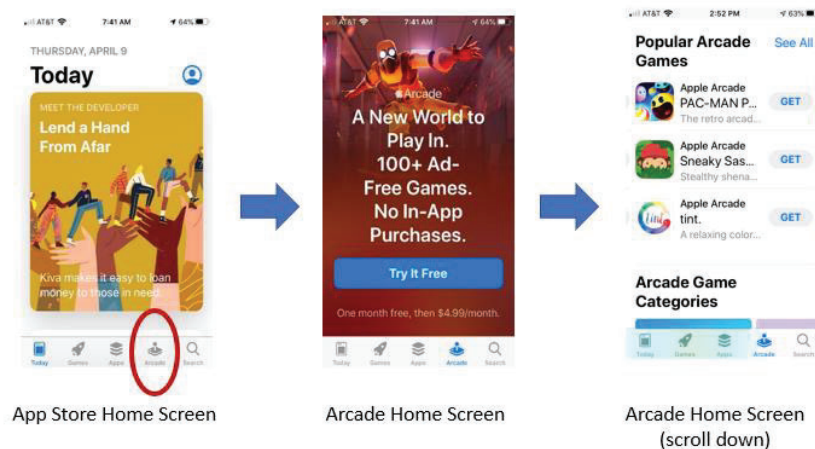 AT&T 7:41 AM 64%
THURSDAY, APRIL 9
Today
MEET THE DEVELOPER
Lend a Hand
From Afar
Kiva makes it easy to loan
money to those in need.
Today Games Apps Arcade Search
App Store Home Screen
AT&T 7:41 AM 64%
Arcade
A New World to
Play In.
100+ Ad-
Free Games.
No In-App
Purchases.
Try It Free
One month free, then $4.99/month.
Today Games Apps Arcade Search
Arcade Home Screen
AT&T 2:52 PM 63%
Popular Arcade See All
Games
Apple Arcade
PAC-MAN P... GET
The retro arcad...
Apple Arcade
Sneaky Sas... GET
Stealthy shena...
Apple Arcade
tint. GET
A relaxing color...
tint.
Arcade Game
Categories
Today Games Apps Arcade Search
Arcade Home Screen
(scroll down)